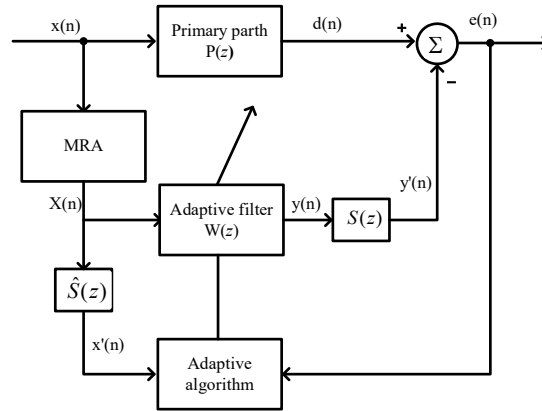 x(n)
Primary parth
P(z)
d(n)
+
Σ
e(n)
−
MRA
X(n)
Adaptive filter
W(z)
y(n)
S(z)
y'(n)
Ŝ(z)
x'(n)
Adaptive
algorithm